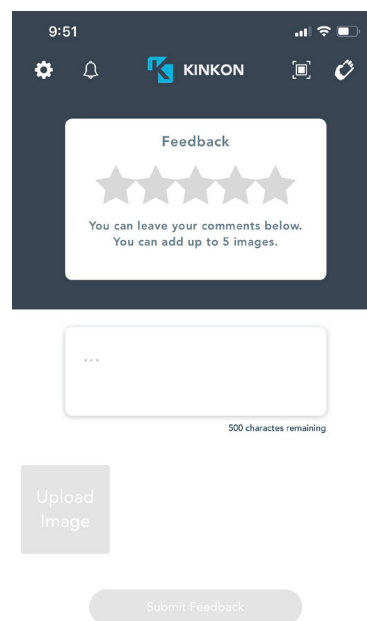 9:51
KINKON
Feedback
You can leave your comments below.
You can add up to 5 images.
...
500 charactes remaining
Upload
Image
Submit Feedback